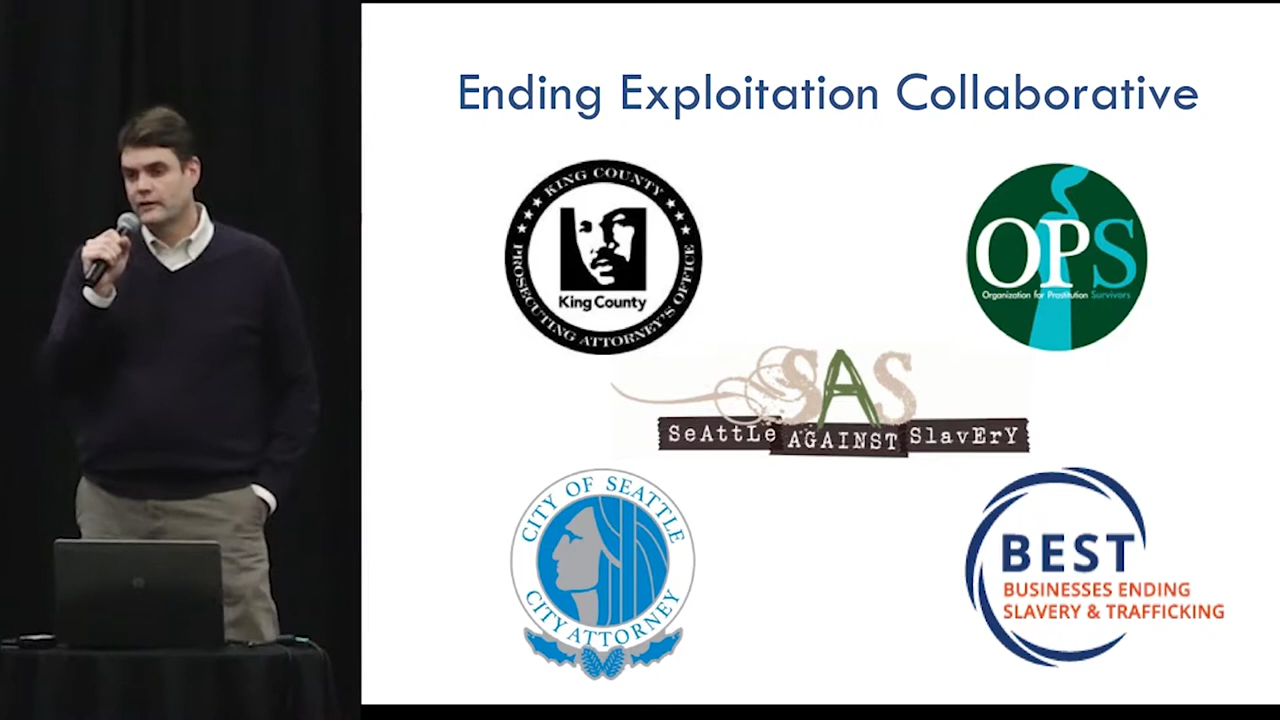 Ending Exploitation Collaborative
KING COUNTY
King County
PROSECUTING ATTORNEY'S OFFICE
OPS
Organization for Prostitution Survivors
SAS
SeAttLe AGAINST SlavErY
CITY OF SEATTLE
CITY ATTORNEY
BEST
BUSINESSES ENDING
SLAVERY & TRAFFICKING